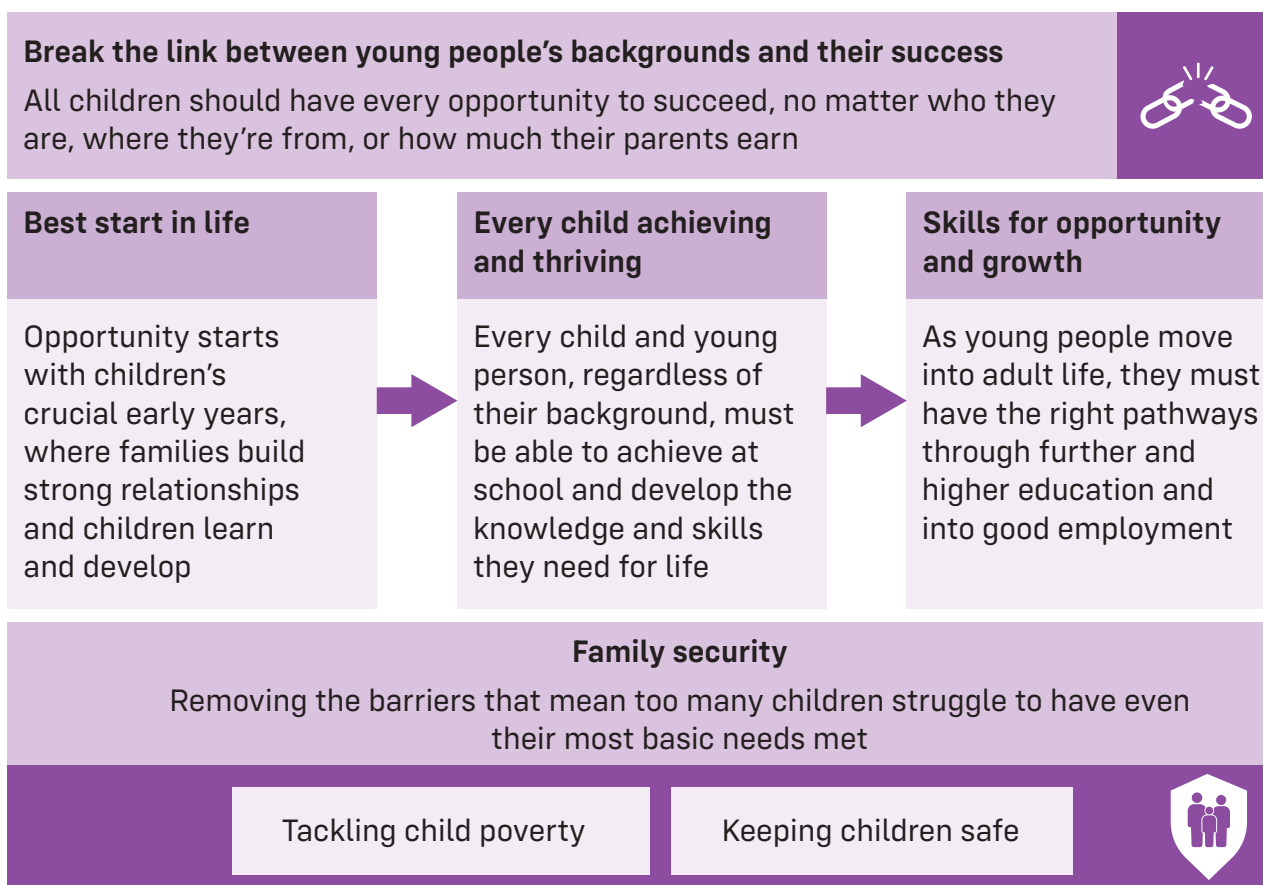 Break the link between young people’s backgrounds and their success
All children should have every opportunity to succeed, no matter who they
are, where they’re from, or how much their parents earn
Best start in life
Opportunity starts
with children’s
crucial early years,
where families build
strong relationships
and children learn
and develop
Every child achieving
and thriving
Every child and young
person, regardless of
their background, must
be able to achieve at
school and develop the
knowledge and skills
they need for life
Skills for opportunity
and growth
As young people move
into adult life, they must
have the right pathways
through further and
higher education and
into good employment
Family security
Removing the barriers that mean too many children struggle to have even
their most basic needs met
Tackling child poverty
Keeping children safe